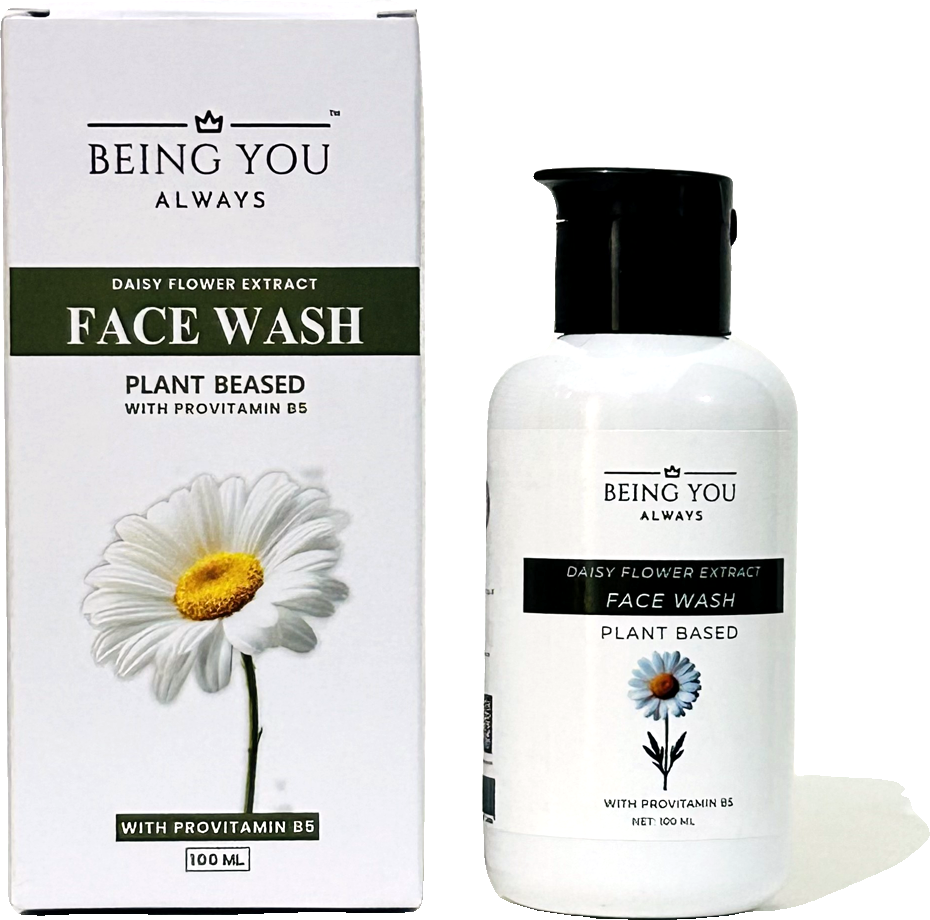 BEING YOU
™
ALWAYS
DAISY FLOWER EXTRACT
FACE WASH
PLANT BEASED
WITH PROVITAMIN B5
WITH PROVITAMIN B5
100 ML
BEING YOU
ALWAYS
DAISY FLOWER EXTRACT
FACE WASH
PLANT BASED
WITH PROVITAMIN B5
NET: 100 ML